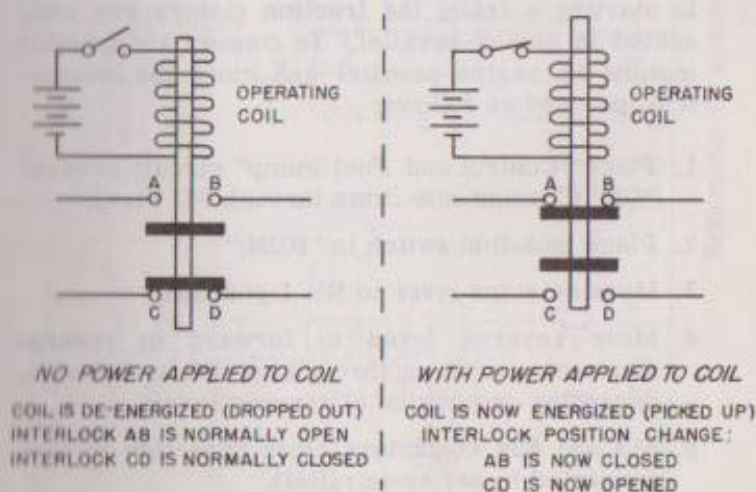 OPERATING
COIL
A B
C D
NO POWER APPLIED TO COIL
COIL IS DE-ENERGIZED (DROPPED OUT)
INTERLOCK AB IS NORMALLY OPEN
INTERLOCK CD IS NORMALLY CLOSED
OPERATING
COIL
A B
C D
WITH POWER APPLIED TO COIL
COIL IS NOW ENERGIZED (PICKED UP)
INTERLOCK POSITION CHANGE:
AB IS NOW CLOSED
CD IS NOW OPENED